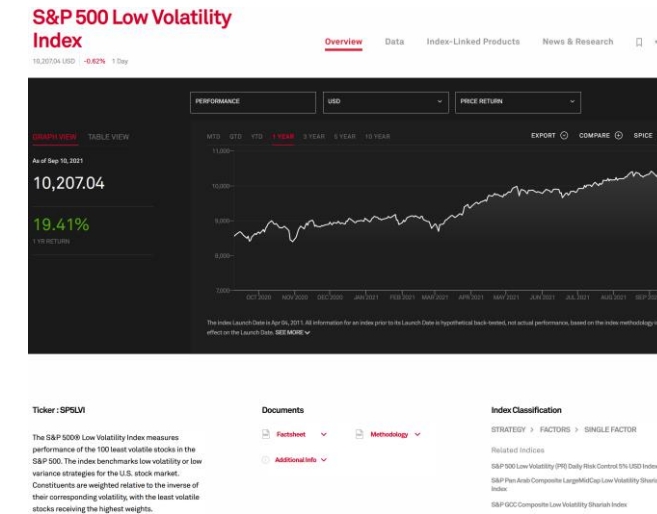 S&P 500 Low Volatility
Index
10,207.04 USD -0.62% 1 Day
Overview Data Index-Linked Products News & Research
PERFORMANCE USD PRICE RETURN
GRAPH VIEW TABLE VIEW
MTD QTD YTD 1 YEAR 3 YEAR 5 YEAR 10 YEAR EXPORT COMPARE SPICE
As of Sep 10, 2021
10,207.04
19.41%
1 YR RETURN
11,000
10,000
9,000
8,000
7,000
OCT 2020 NOV 2020 DEC 2020 JAN 2021 FEB 2021 MAR 2021 APR 2021 MAY 2021 JUN 2021 JUL 2021 AUG 2021 SEP 202
The Index Launch Date is Apr 04, 2011. All information for an index prior to its Launch Date is hypothetical back-tested, not actual performance, based on the index methodology in
effect on the Launch Date. SEE MORE
Ticker : SP5LVI
The S&P 500® Low Volatility Index measures
performance of the 100 least volatile stocks in the
S&P 500. The index benchmarks low volatility or low
variance strategies for the U.S. stock market.
Constituents are weighted relative to the inverse of
their corresponding volatility, with the least volatile
stocks receiving the highest weights.
Documents
Factsheet Methodology
Additional Info
Index Classification
STRATEGY > FACTORS > SINGLE FACTOR
Related Indices
S&P 500 Low Volatility (PR) Daily Risk Control 5% USD Index
S&P Pan Arab Composite LargeMidCap Low Volatility Shariah
Index
S&P GCC Composite Low Volatility Shariah Index